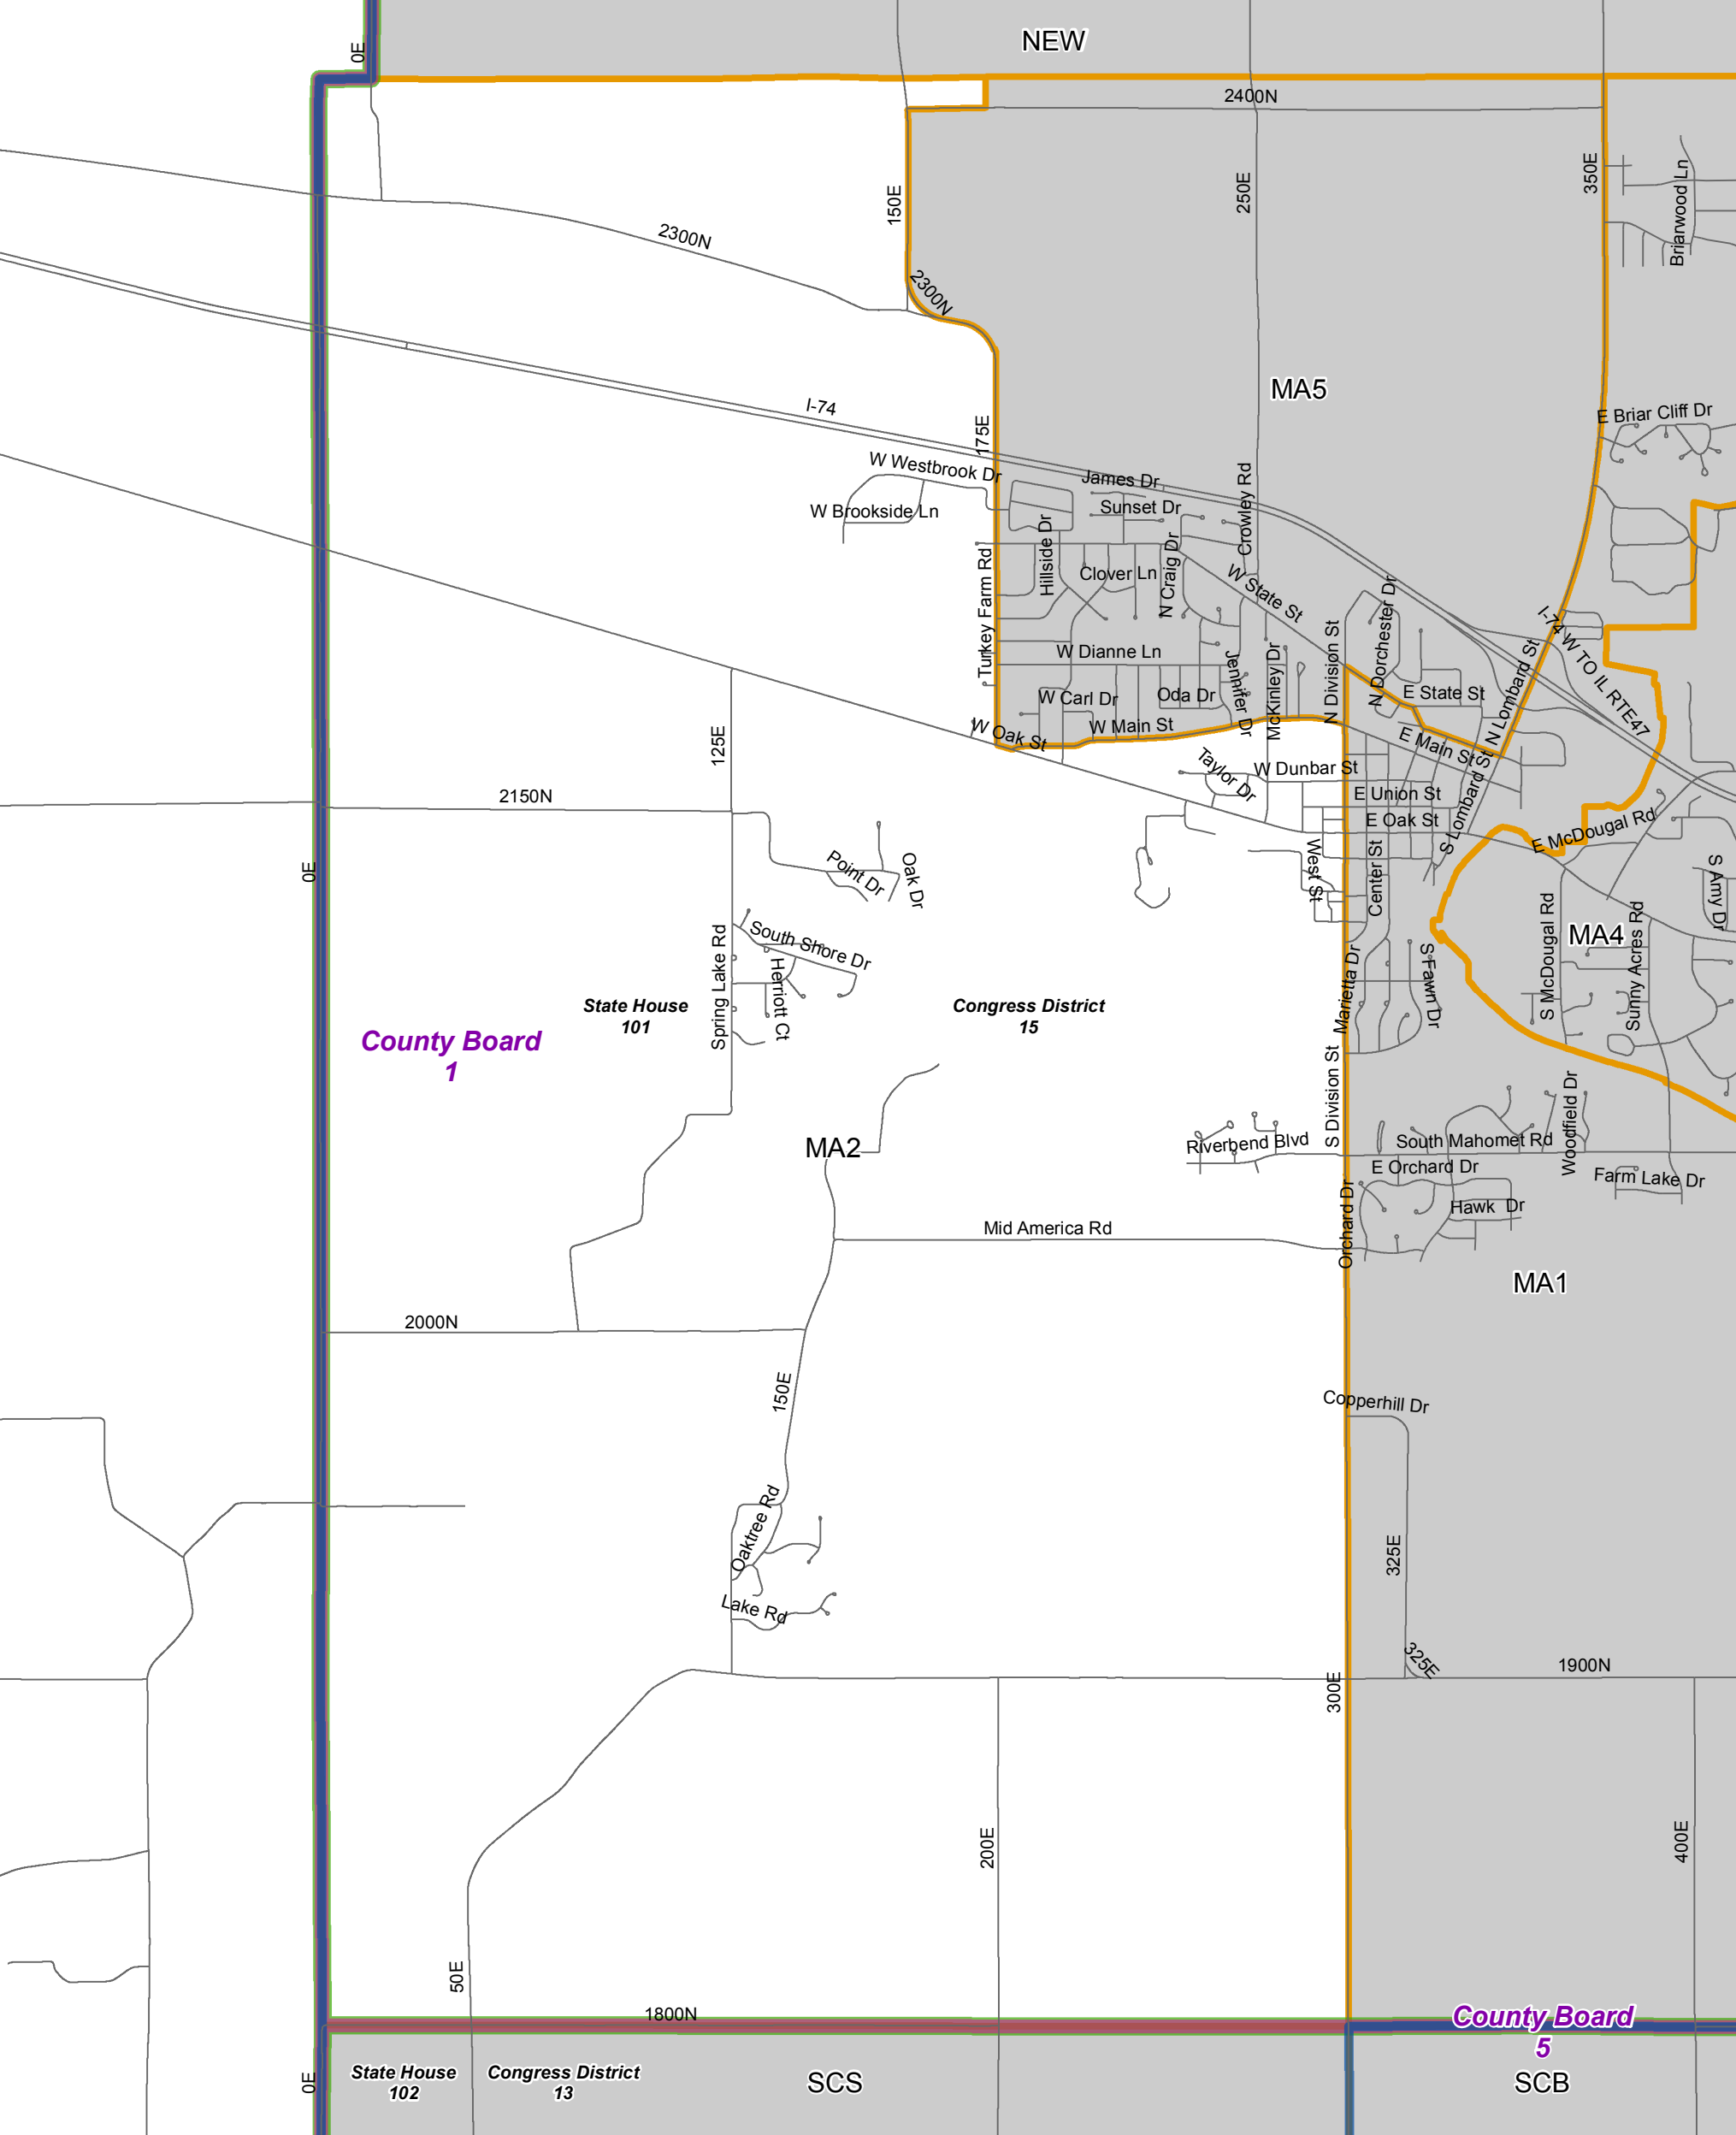 NEW
0E
2400N
150E
250E
350E
Briarwood Ln
2300N
2300N
MA5
I-74
175E
E Briar Cliff Dr
W Westbrook Dr
James Dr
W Brookside Ln
Sunset Dr
Crowley Rd
Hillside Dr
N Craig Dr
Clover Ln
W State St
Turkey Farm Rd
N Dorchester Dr
I-74 W TO IL RTE47
W Dianne Ln
N Division St
Jennifer Dr
McKinley Dr
N Lombard St
E State St
W Carl Dr
Oda Dr
W Main St
W Oak St
E Main St
125E
Taylor Dr
W Dunbar St
2150N
E Union St
S Lombard St
E Oak St
E McDougal Rd
0E
Point Dr
Oak Dr
West St
Center St
S Amy Dr
MA4
S McDougal Rd
Sunny Acres Rd
South Shore Dr
Spring Lake Rd
Herriott Ct
Marietta Dr
S Fawn Dr
State House
101
Congress District
15
County Board
1
S Division St
Woodfield Dr
MA2
Riverbend Blvd
South Mahomet Rd
E Orchard Dr
Farm Lake Dr
Orchard Dr
Hawk Dr
Mid America Rd
MA1
2000N
150E
Copperhill Dr
Oaktree Rd
325E
Lake Rd
325E
1900N
300E
200E
400E
50E
1800N
County Board
5
0E
State House
102
Congress District
13
SCS
SCB